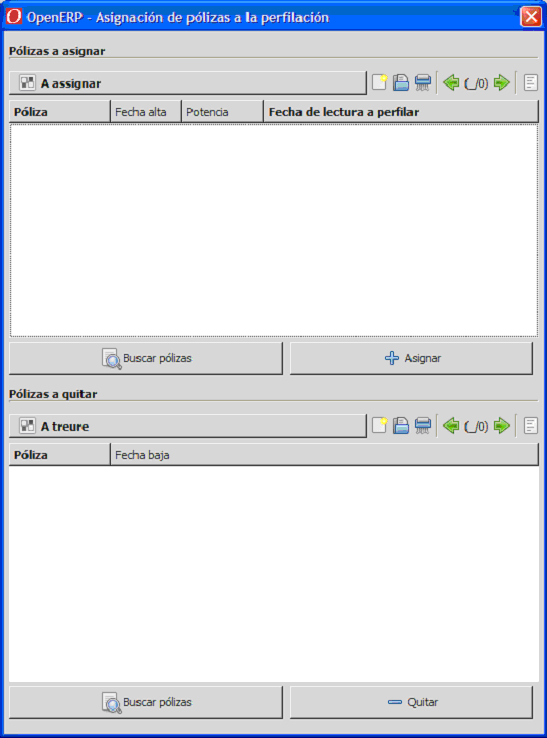 OpenERP - Asignación de pólizas a la perfilación
Pólizas a asignar
A assignar (_/0)
Póliza Fecha alta Potencia Fecha de lectura a perfilar
Buscar pólizas Asignar
Pólizas a quitar
A treure (_/0)
Póliza Fecha baja
Buscar pólizas Quitar